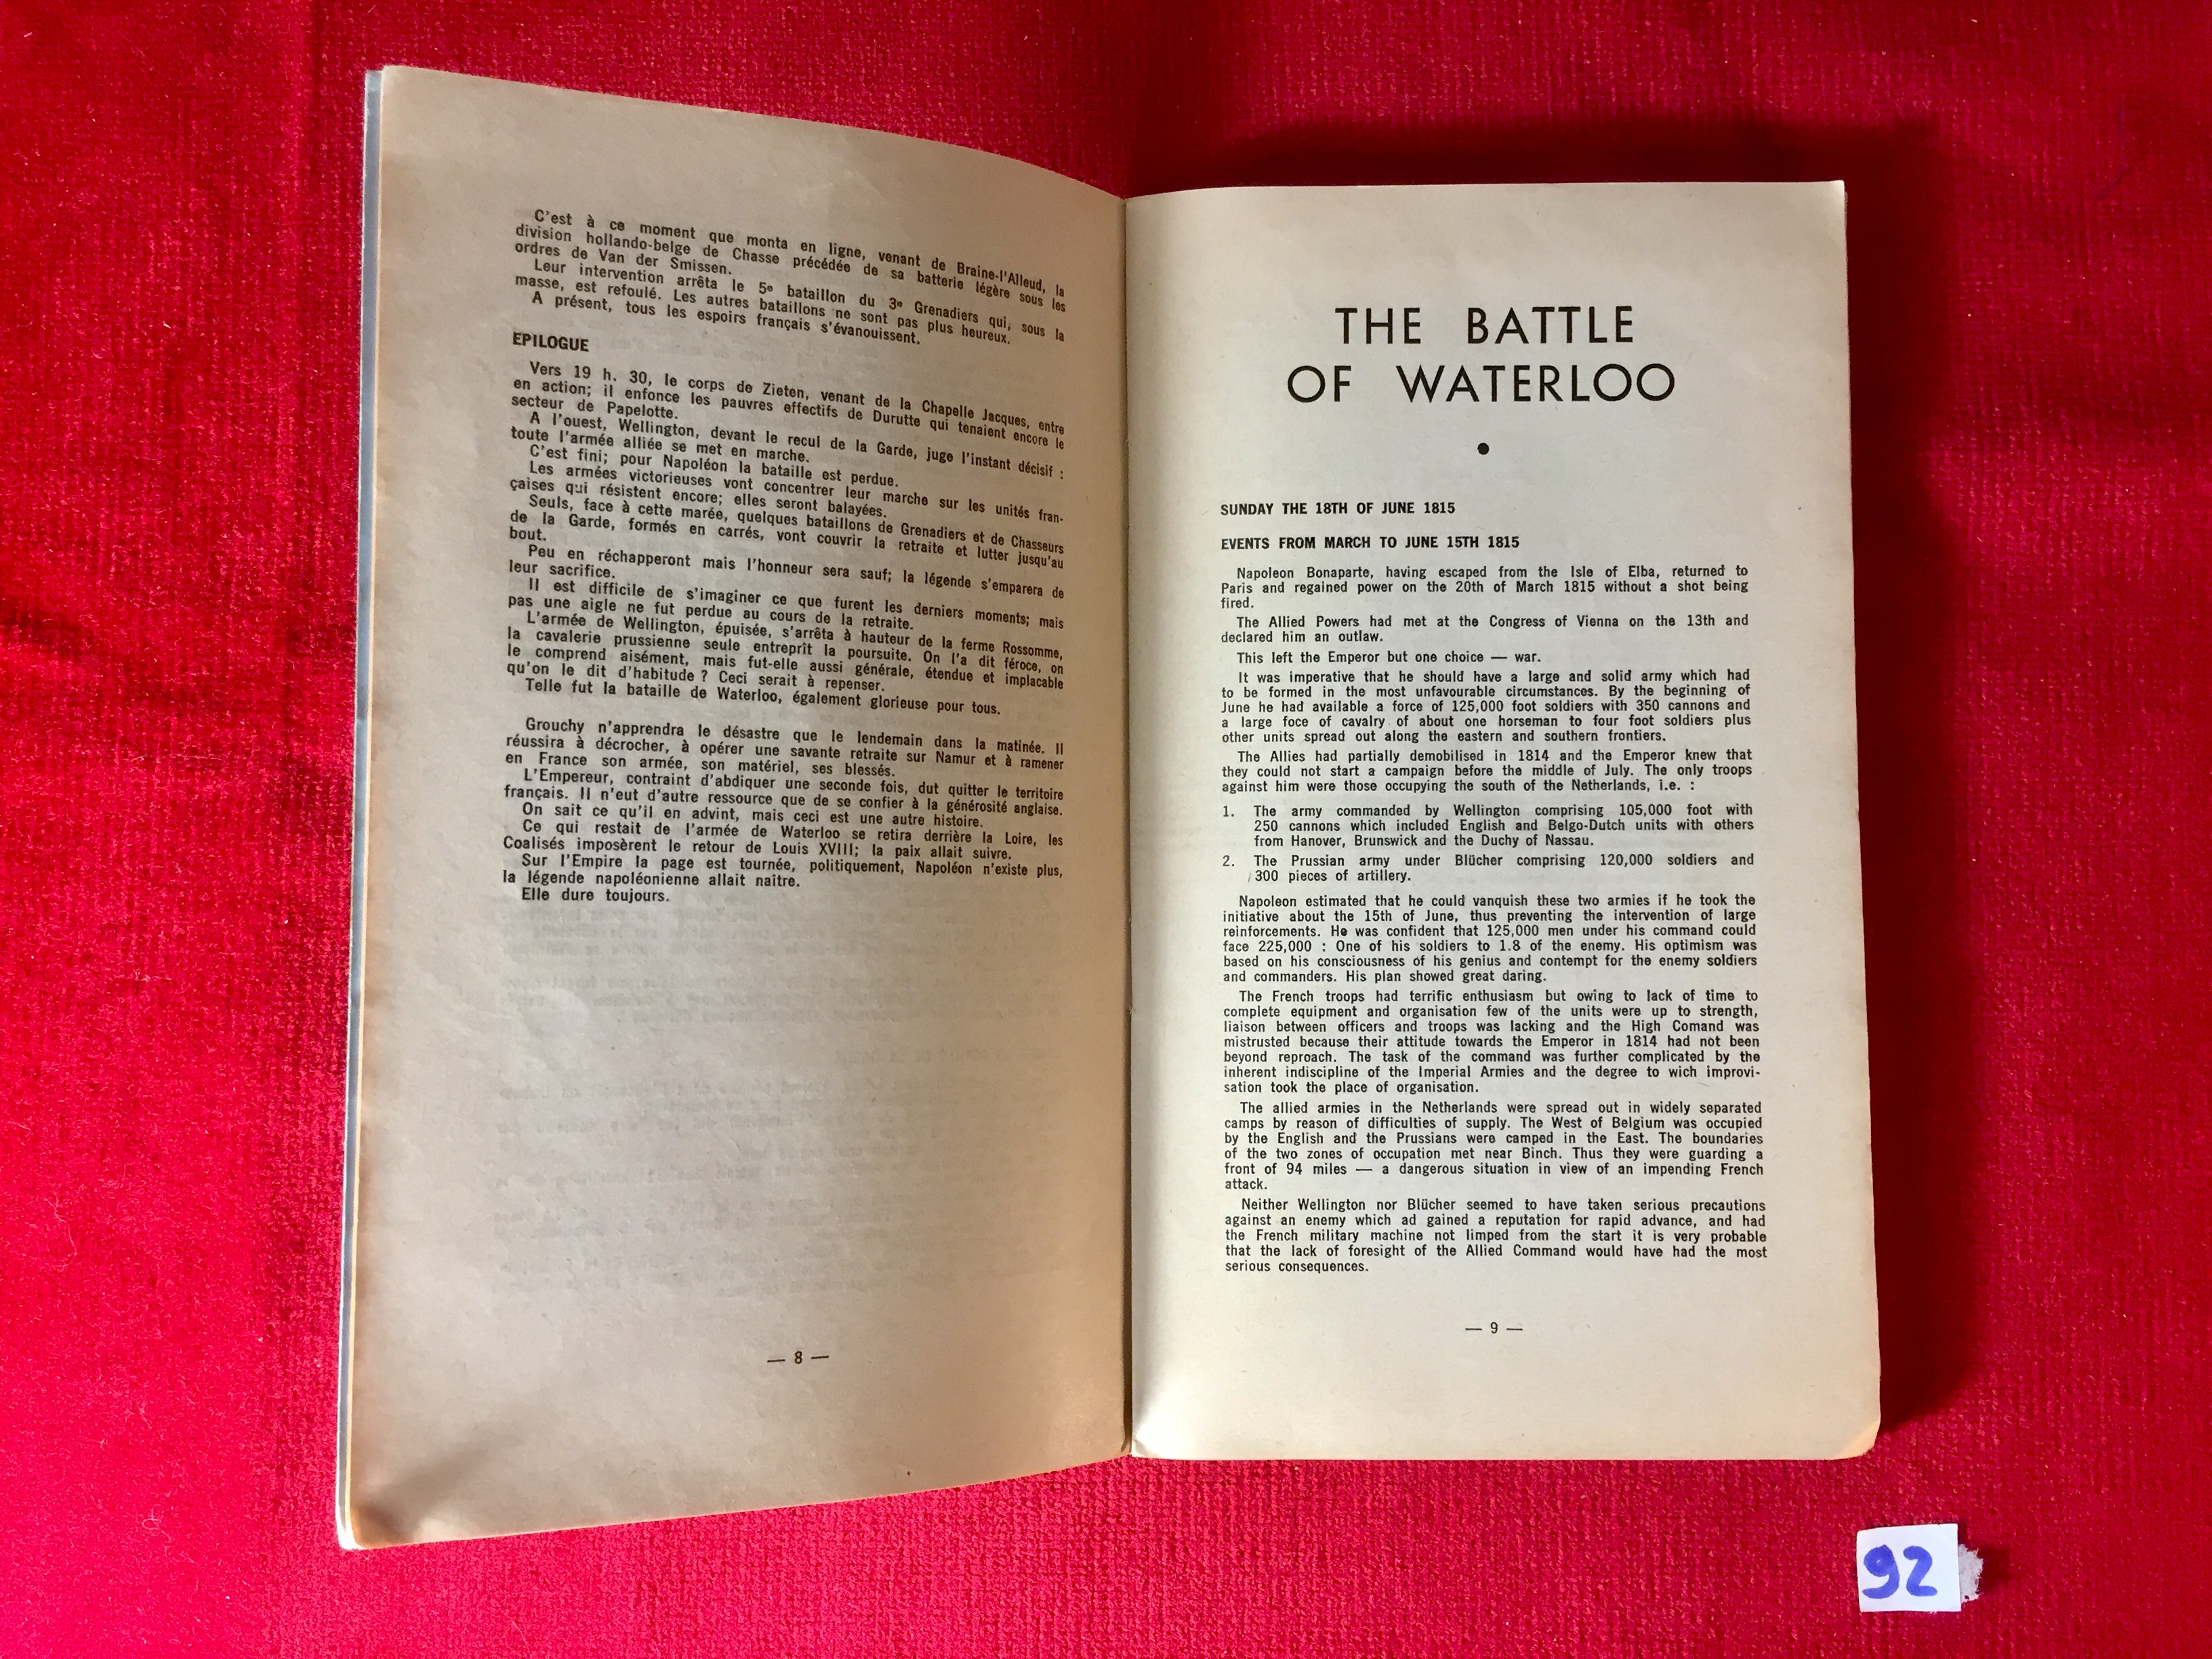 C'est à ce moment que monta en ligne, venant de Braine-l'Alleud, la
division hollando-belge de Chasse précédée de sa batterie légère sous les
ordres de Van der Smissen.
Leur intervention arrêta le 5e bataillon du 3e Grenadiers qui, sous la
masse, est refoulé. Les autres bataillons ne sont pas plus heureux.
A présent, tous les espoirs français s'évanouissent.
EPILOGUE
Vers 19 h. 30, le corps de Zieten, venant de la Chapelle Jacques, entre
en action; il enfonce les pauvres effectifs de Durutte qui tenaient encore le
secteur de Papelotte.
A l'ouest, Wellington, devant le recul de la Garde, juge l'instant décisif :
toute l'armée alliée se met en marche.
C'est fini; pour Napoléon la bataille est perdue.
Les armées victorieuses vont concentrer leur marche sur les unités fran-
çaises qui résistent encore; elles seront balayées.
Seuls, face à cette marée, quelques bataillons de Grenadiers et de Chasseurs
de la Garde, formés en carrés, vont couvrir la retraite et lutter jusqu'au
bout.
Peu en réchapperont mais l'honneur sera sauf; la légende s'emparera de
leur sacrifice.
Il est difficile de s'imaginer ce que furent les derniers moments; mais
pas une aigle ne fut perdue au cours de la retraite.
L'armée de Wellington, épuisée, s'arrêta à hauteur de la ferme Rossomme,
la cavalerie prussienne seule entreprît la poursuite. On l'a dit féroce, on
le comprend aisément, mais fut-elle aussi générale, étendue et implacable
qu'on le dit d'habitude ? Ceci serait à repenser.
Telle fut la bataille de Waterloo, également glorieuse pour tous.
Grouchy n'apprendra le désastre que le lendemain dans la matinée. Il
réussira à décrocher, à opérer une savante retraite sur Namur et à ramener
en France son armée, son matériel, ses blessés.
L'Empereur, contraint d'abdiquer une seconde fois, dut quitter le territoire
français. Il n'eut d'autre ressource que de se confier à la générosité anglaise.
On sait ce qu'il en advint, mais ceci est une autre histoire.
Ce qui restait de l'armée de Waterloo se retira derrière la Loire, les
Coalisés imposèrent le retour de Louis XVIII; la paix allait suivre.
Sur l'Empire la page est tournée, politiquement, Napoléon n'existe plus,
la légende napoléonienne allait naître.
Elle dure toujours.
— 8 —
THE BATTLE
OF WATERLOO
SUNDAY THE 18TH OF JUNE 1815
EVENTS FROM MARCH TO JUNE 15TH 1815
Napoleon Bonaparte, having escaped from the Isle of Elba, returned to
Paris and regained power on the 20th of March 1815 without a shot being
fired.
The Allied Powers had met at the Congress of Vienna on the 13th and
declared him an outlaw.
This left the Emperor but one choice — war.
It was imperative that he should have a large and solid army which had
to be formed in the most unfavourable circumstances. By the beginning of
June he had available a force of 125,000 foot soldiers with 350 cannons and
a large foce of cavalry of about one horseman to four foot soldiers plus
other units spread out along the eastern and southern frontiers.
The Allies had partially demobilised in 1814 and the Emperor knew that
they could not start a campaign before the middle of July. The only troops
against him were those occupying the south of the Netherlands, i.e. :
1. The army commanded by Wellington comprising 105,000 foot with
250 cannons which included English and Belgo-Dutch units with others
from Hanover, Brunswick and the Duchy of Nassau.
2. The Prussian army under Blücher comprising 120,000 soldiers and
300 pieces of artillery.
Napoleon estimated that he could vanquish these two armies if he took the
initiative about the 15th of June, thus preventing the intervention of large
reinforcements. He was confident that 125,000 men under his command could
face 225,000 : One of his soldiers to 1.8 of the enemy. His optimism was
based on his consciousness of his genius and contempt for the enemy soldiers
and commanders. His plan showed great daring.
The French troops had terrific enthusiasm but owing to lack of time to
complete equipment and organisation few of the units were up to strength,
liaison between officers and troops was lacking and the High Comand was
mistrusted because their attitude towards the Emperor in 1814 had not been
beyond reproach. The task of the command was further complicated by the
inherent indiscipline of the Imperial Armies and the degree to wich improvi-
sation took the place of organisation.
The allied armies in the Netherlands were spread out in widely separated
camps by reason of difficulties of supply. The West of Belgium was occupied
by the English and the Prussians were camped in the East. The boundaries
of the two zones of occupation met near Binch. Thus they were guarding a
front of 94 miles — a dangerous situation in view of an impending French
attack.
Neither Wellington nor Blücher seemed to have taken serious precautions
against an enemy which ad gained a reputation for rapid advance, and had
the French military machine not limped from the start it is very probable
that the lack of foresight of the Allied Command would have had the most
serious consequences.
— 9 —
92